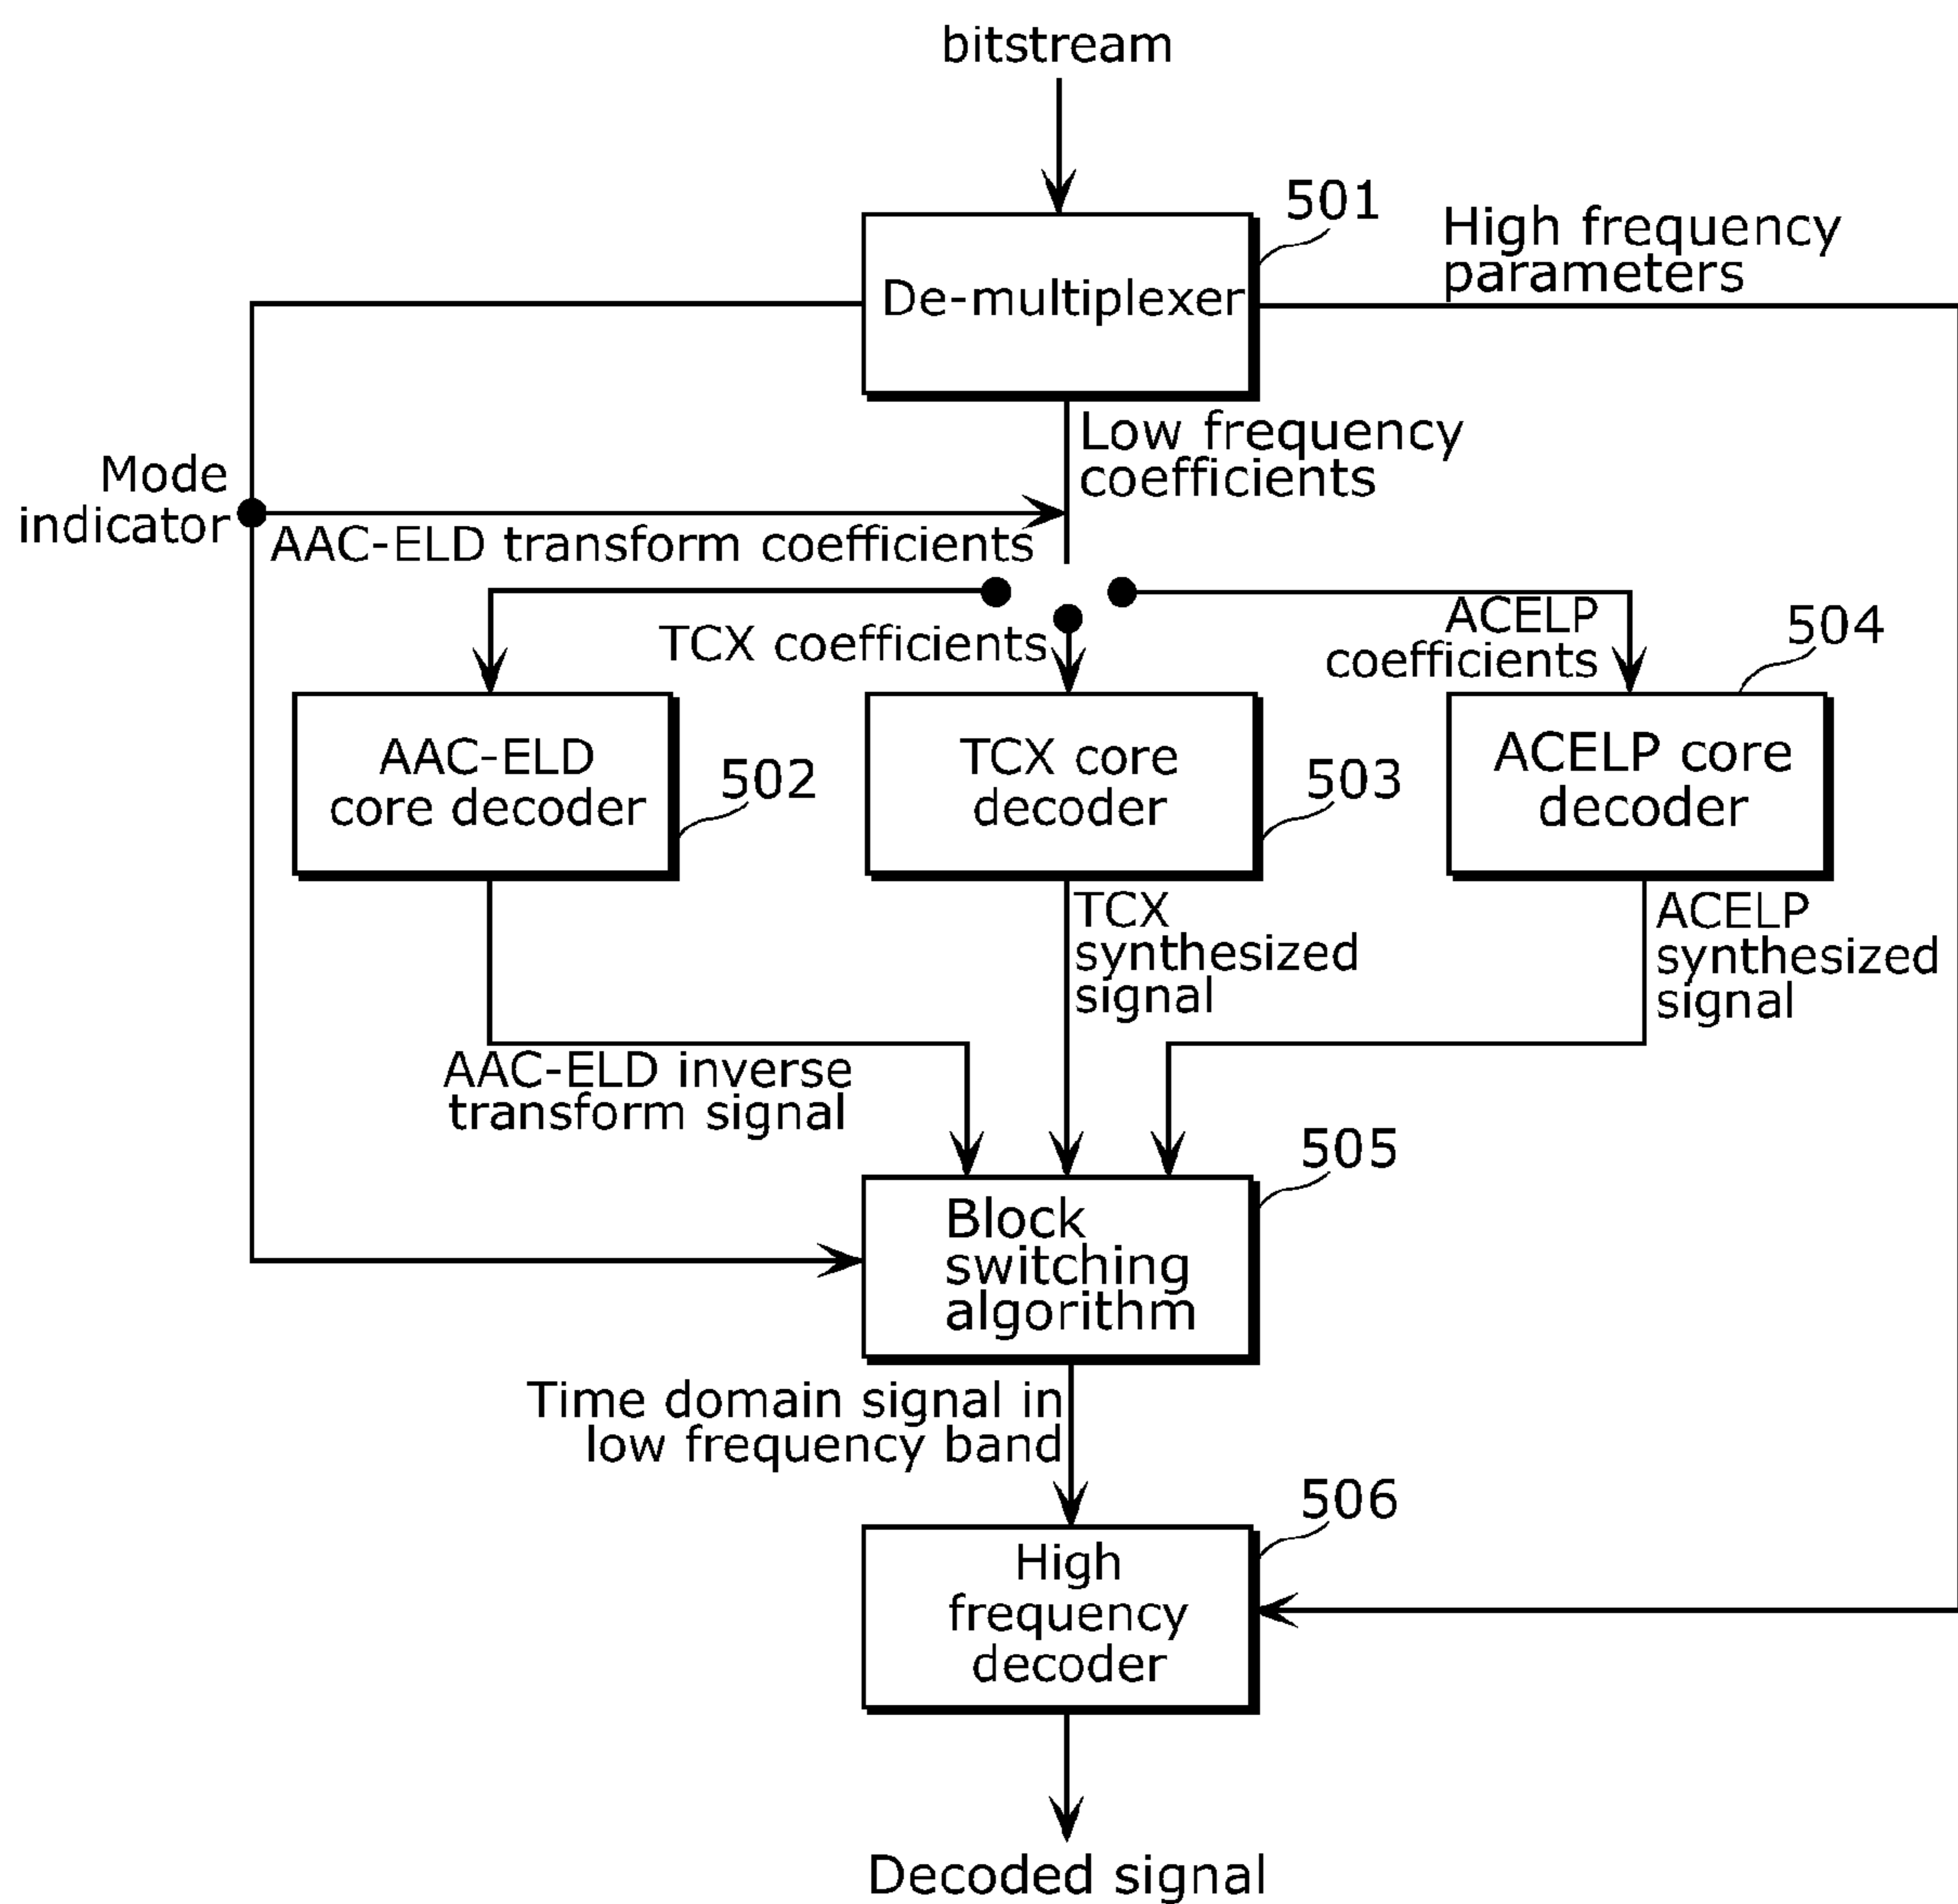 bitstream
501
De-multiplexer
High frequency
parameters
Low frequency
coefficients
Mode
indicator
AAC-ELD transform coefficients
TCX coefficients
ACELP
coefficients
504
AAC-ELD
core decoder
502
TCX core
decoder
503
ACELP core
decoder
TCX
synthesized
signal
ACELP
synthesized
signal
AAC-ELD inverse
transform signal
505
Block
switching
algorithm
Time domain signal in
low frequency band
506
High
frequency
decoder
Decoded signal